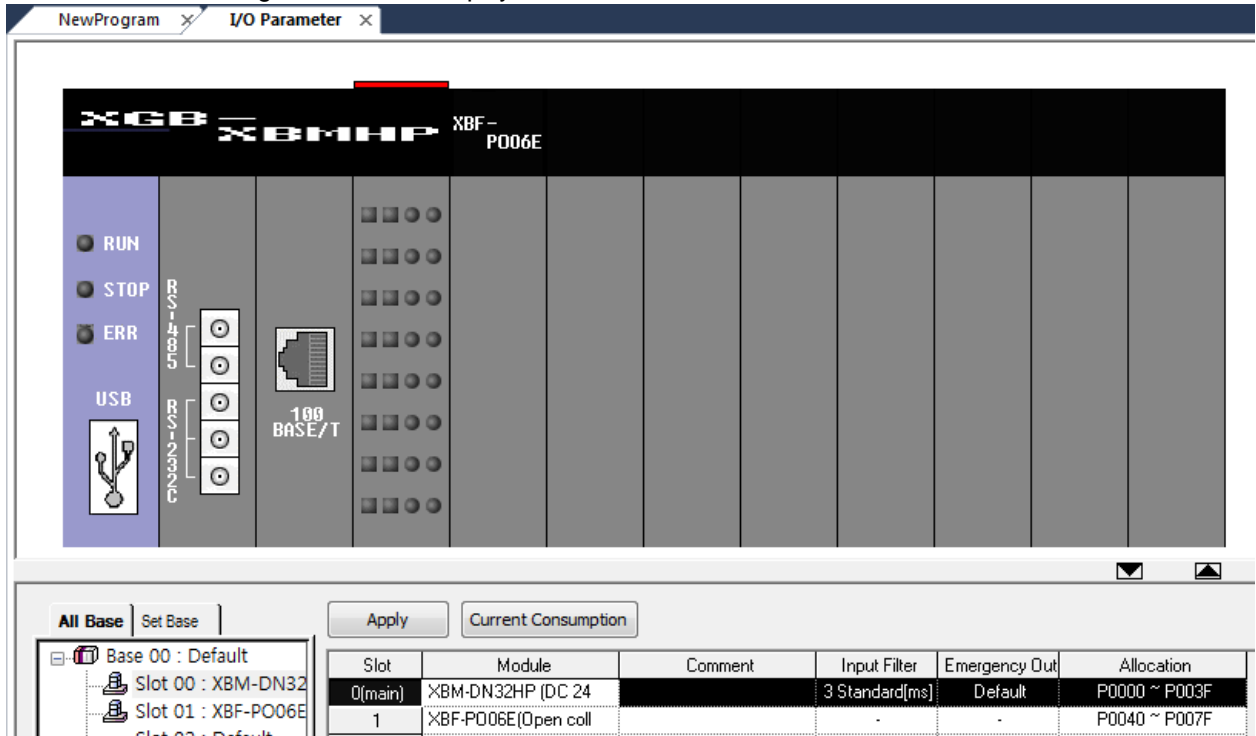 NewProgram I/O Parameter
XGB XBMHP XBF-
PO06E
RUN
STOP
ERR
RS-485
USB
RS-232C
100
BASE/T
All Base Set Base Apply Current Consumption
Base 00 : Default
Slot 00 : XBM-DN32
Slot 01 : XBF-PO06E
Slot Module Comment Input Filter Emergency Out Allocation
0(main) XBM-DN32HP (DC 24 3 Standard[ms] Default P0000 ~ P003F
1 XBF-PO06E(Open coll - - P0040 ~ P007F